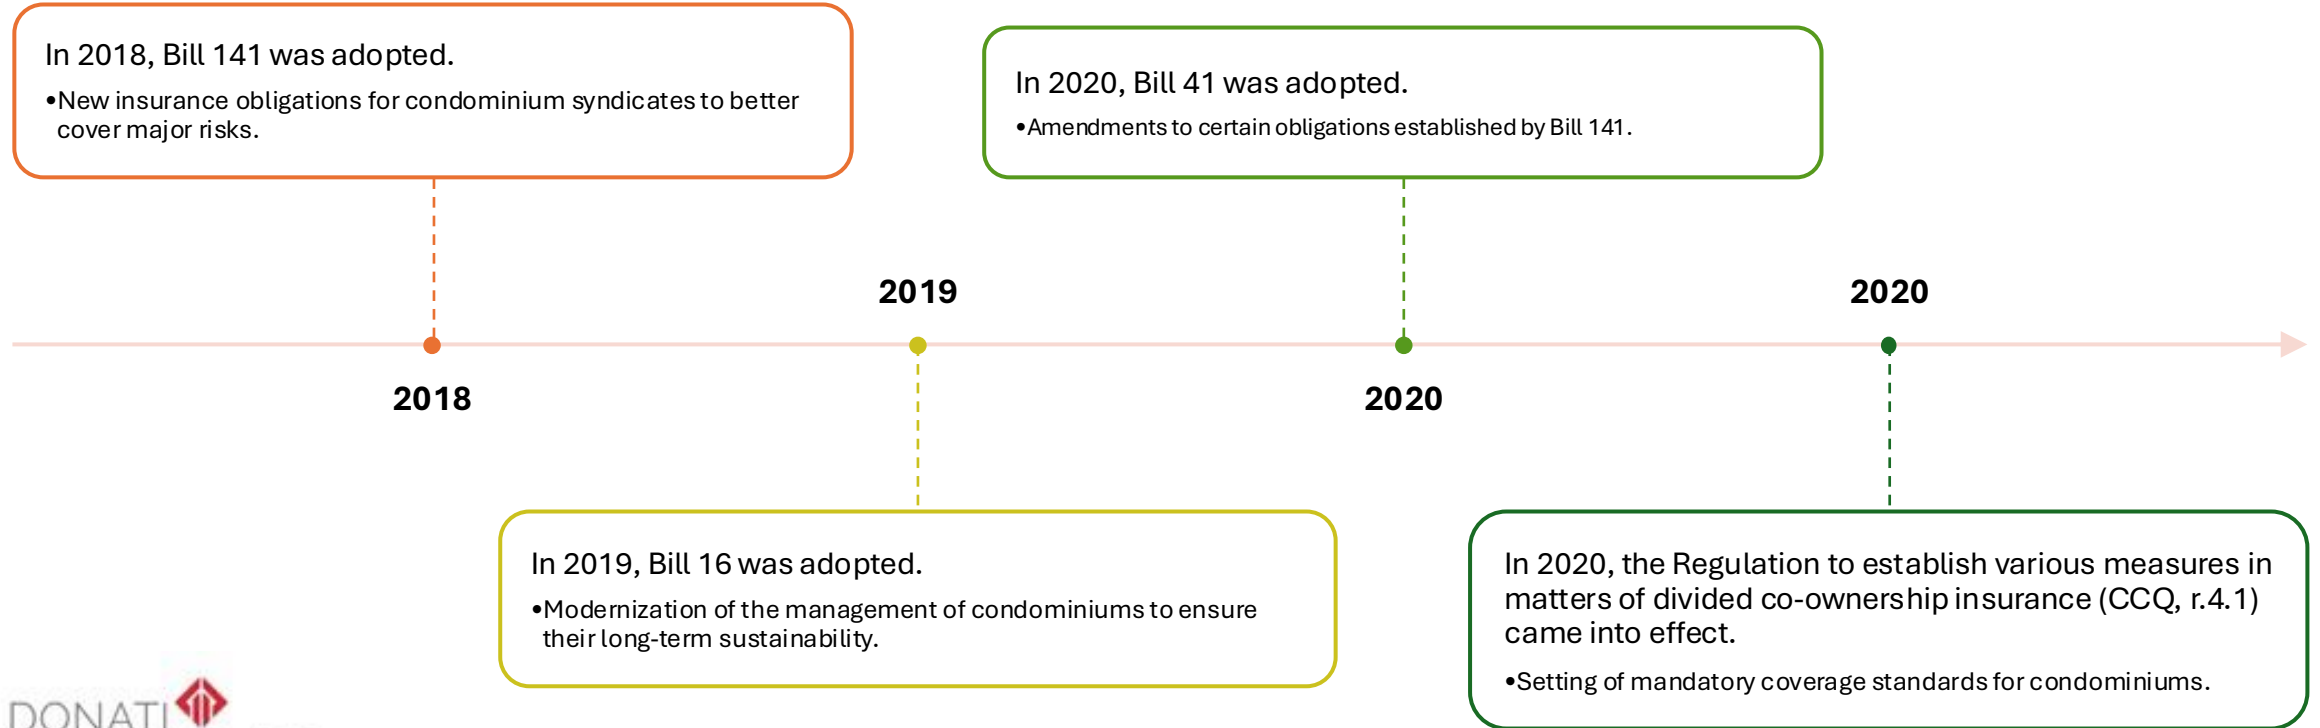 In 2018, Bill 141 was adopted.
•New insurance obligations for condominium syndicates to better
cover major risks.
In 2020, Bill 41 was adopted.
•Amendments to certain obligations established by Bill 141.
2019
2020
2018
2020
In 2019, Bill 16 was adopted.
•Modernization of the management of condominiums to ensure
their long-term sustainability.
In 2020, the Regulation to establish various measures in
matters of divided co-ownership insurance (CCQ, r.4.1)
came into effect.
•Setting of mandatory coverage standards for condominiums.
DONATI